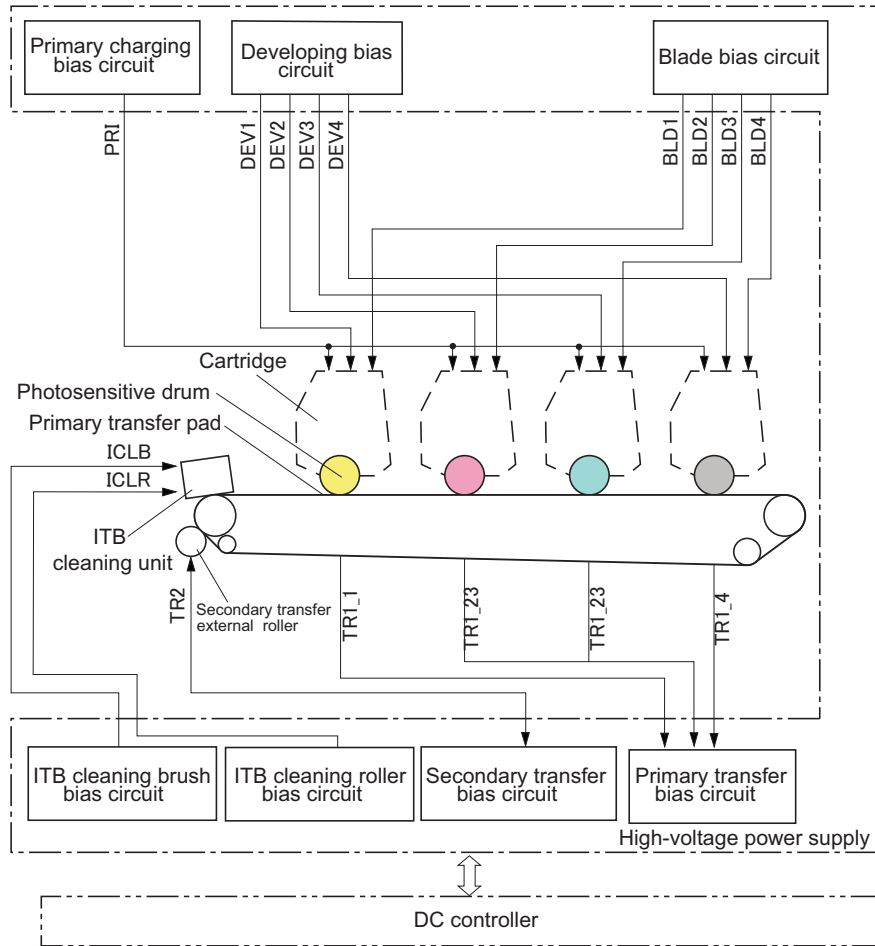 Primary charging
bias circuit
Developing bias
circuit
Blade bias circuit
PRI
DEV1
DEV2
DEV3
DEV4
BLD1
BLD2
BLD3
BLD4
Cartridge
Photosensitive drum
Primary transfer pad
ICLB
ICLR
ITB
cleaning unit
TR2
Secondary transfer
external roller
TR1_1
TR1_23
TR1_23
TR1_4
ITB cleaning brush
bias circuit
ITB cleaning roller
bias circuit
Secondary transfer
bias circuit
Primary transfer
bias circuit
High-voltage power supply
DC controller